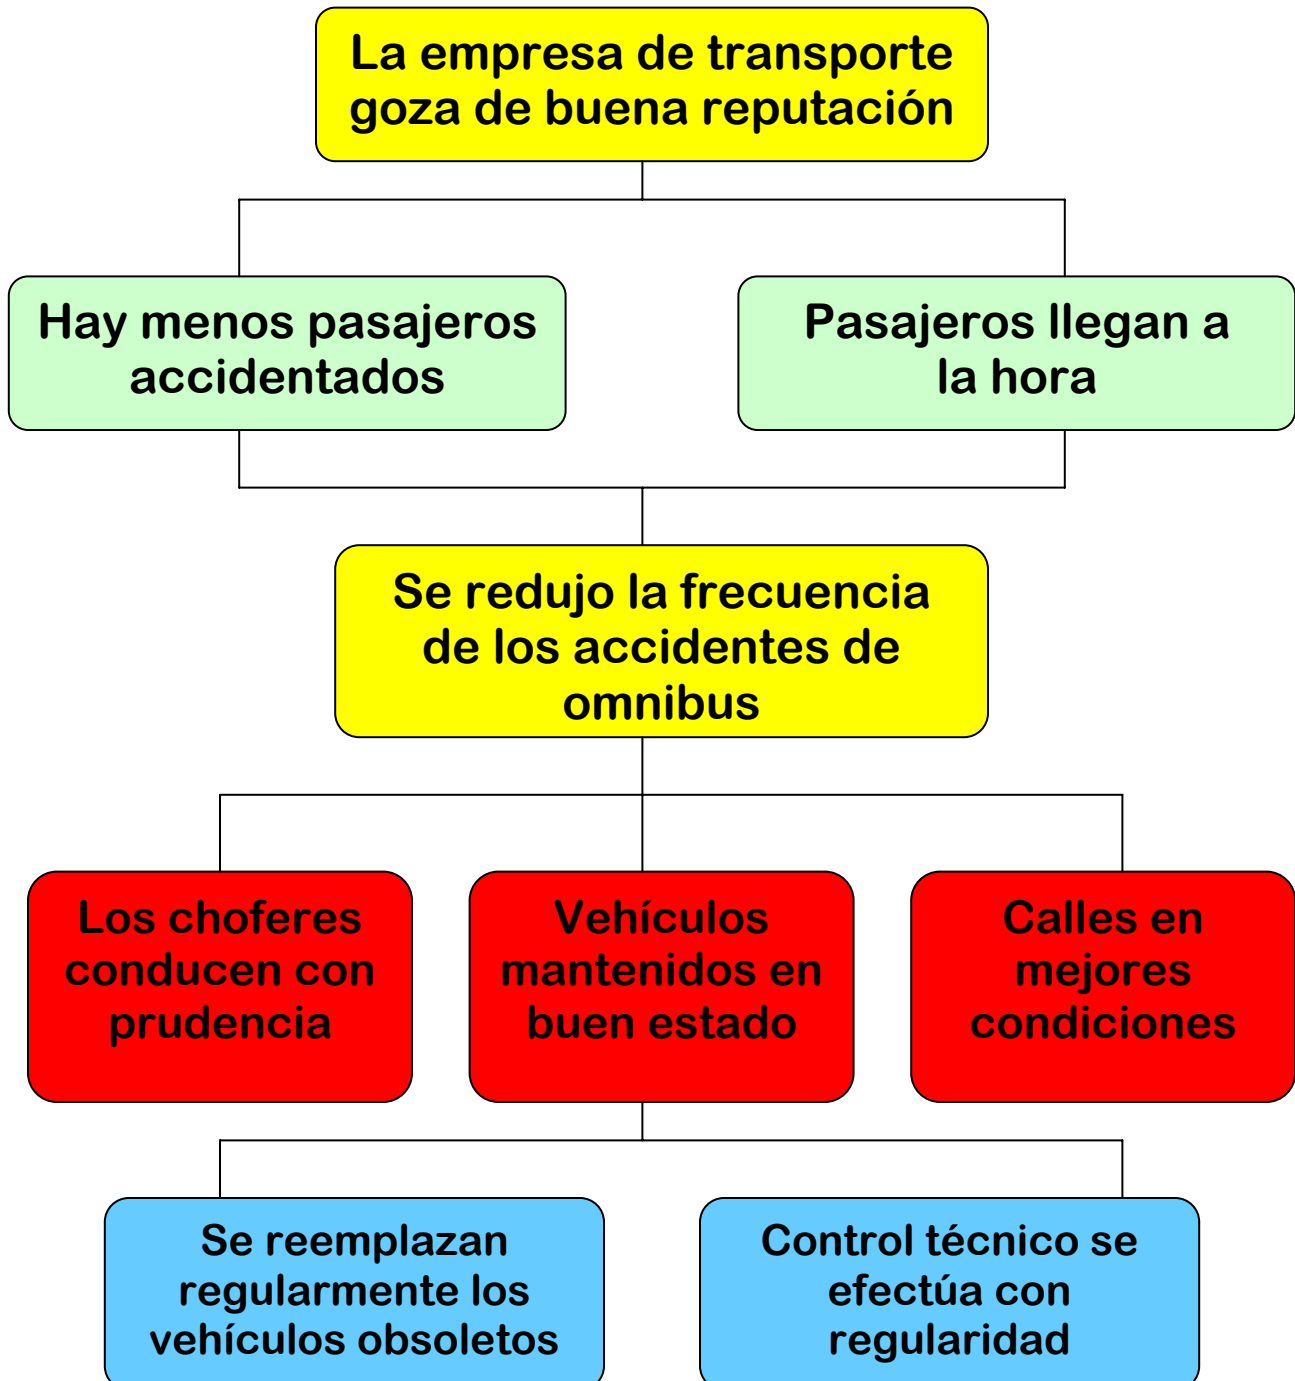 La empresa de transporte
goza de buena reputación
Hay menos pasajeros
accidentados
Pasajeros llegan a
la hora
Se redujo la frecuencia
de los accidentes de
omnibus
Los choferes
conducen con
prudencia
Vehículos
mantenidos en
buen estado
Calles en
mejores
condiciones
Se reemplazan
regularmente los
vehículos obsoletos
Control técnico se
efectúa con
regularidad